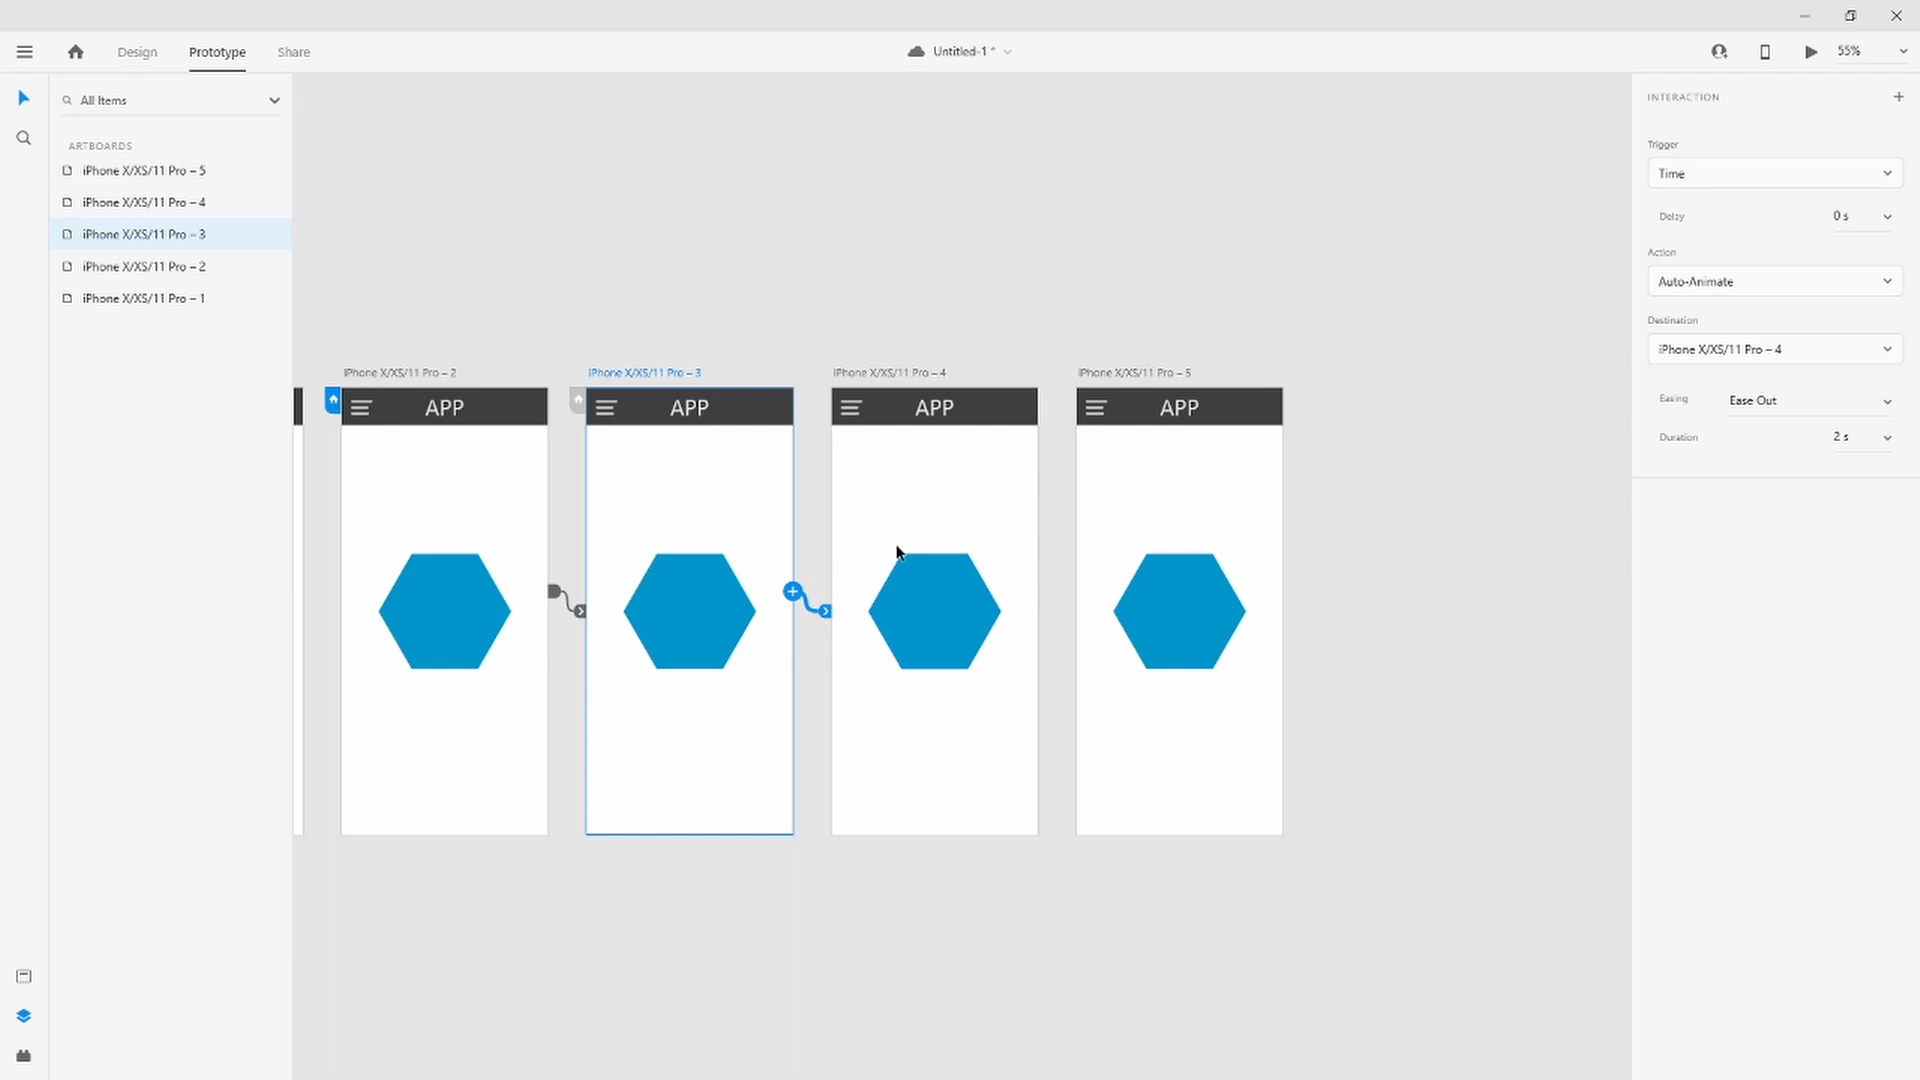 Design
Prototype
Share
Untitled-1 *
55%
All Items
ARTBOARDS
iPhone X/XS/11 Pro – 5
iPhone X/XS/11 Pro – 4
iPhone X/XS/11 Pro – 3
iPhone X/XS/11 Pro – 2
iPhone X/XS/11 Pro – 1
iPhone X/XS/11 Pro – 2
iPhone X/XS/11 Pro – 3
iPhone X/XS/11 Pro – 4
iPhone X/XS/11 Pro – 5
APP
APP
APP
APP
INTERACTION
Trigger
Time
Delay 0 s
Action
Auto-Animate
Destination
iPhone X/XS/11 Pro – 4
Easing Ease Out
Duration 2 s